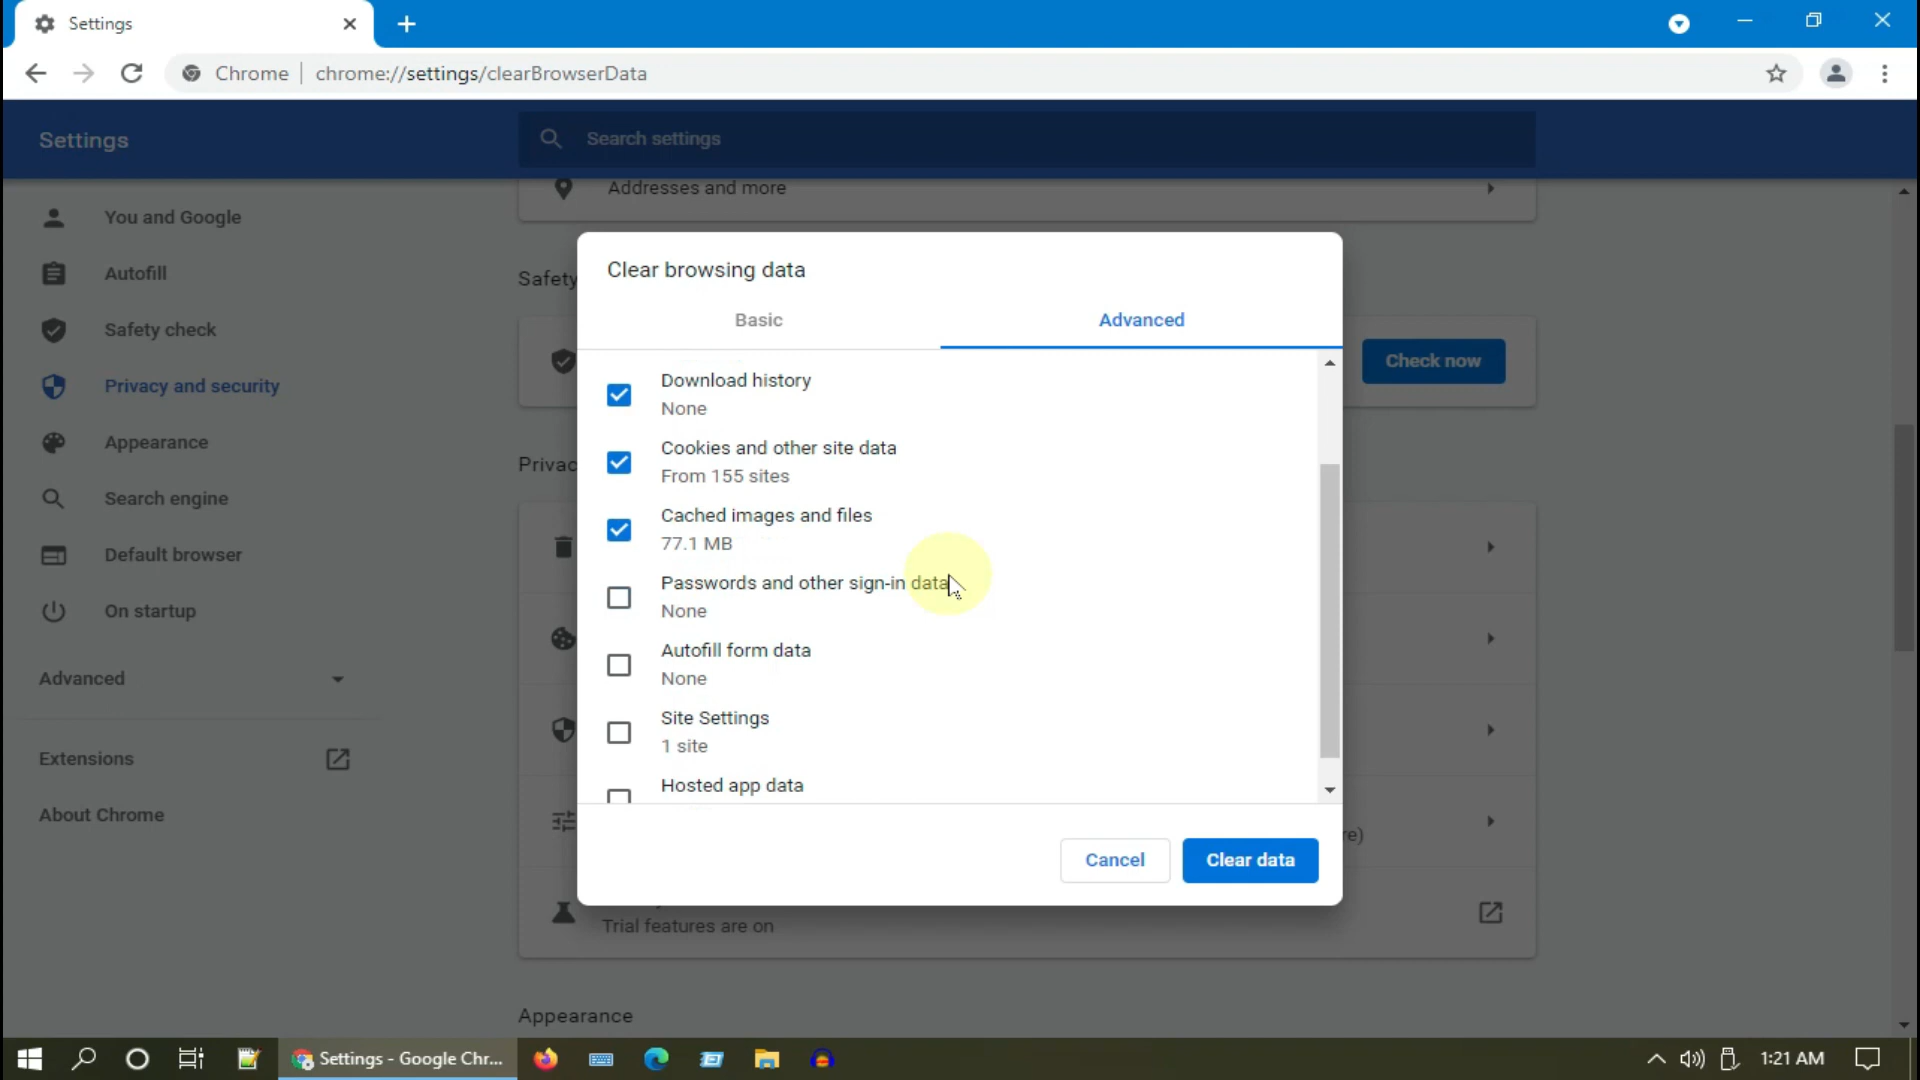 Settings
Chrome
chrome://settings/clearBrowserData
Settings
Search settings
You and Google
Autofill
Safety check
Privacy and security
Appearance
Search engine
Default browser
On startup
Advanced
Extensions
About Chrome
Addresses and more
Safety
Check now
Privac
Clear browsing data
Basic
Advanced
Download history
None
Cookies and other site data
From 155 sites
Cached images and files
77.1 MB
Passwords and other sign-in data
None
Autofill form data
None
Site Settings
1 site
Hosted app data
Cancel
Clear data
re)
Trial features are on
Appearance
Settings - Google Chr...
1:21 AM